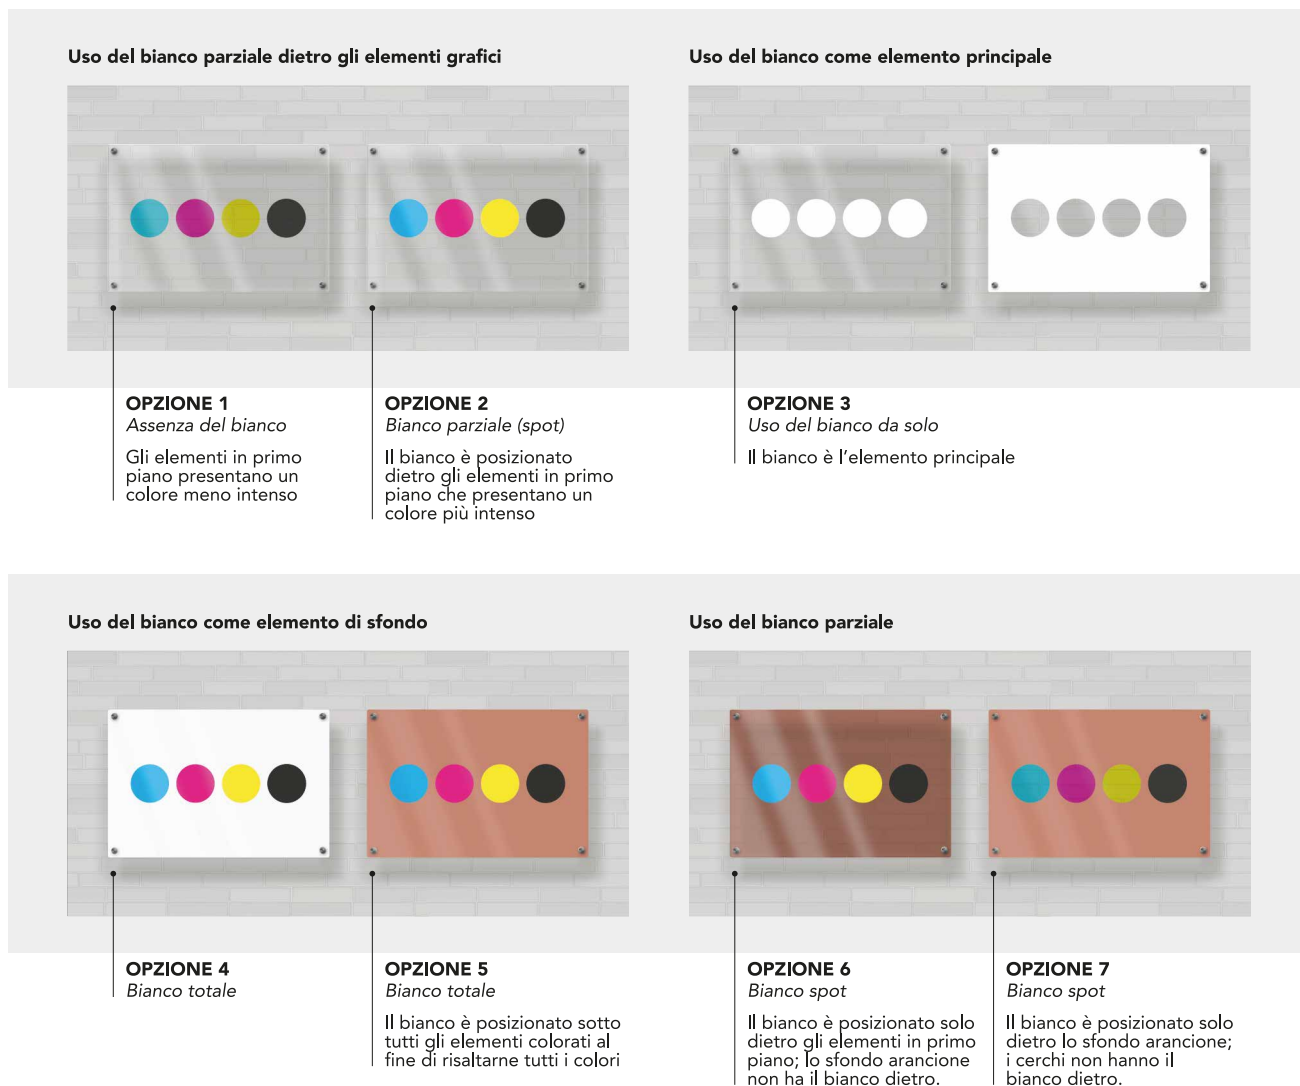 Uso del bianco parziale dietro gli elementi grafici
Uso del bianco come elemento principale
OPZIONE 1
Assenza del bianco
Gli elementi in primo
piano presentano un
colore meno intenso
OPZIONE 2
Bianco parziale (spot)
Il bianco è posizionato
dietro gli elementi in primo
piano che presentano un
colore più intenso
OPZIONE 3
Uso del bianco da solo
Il bianco è l'elemento principale
Uso del bianco come elemento di sfondo
Uso del bianco parziale
OPZIONE 4
Bianco totale
OPZIONE 5
Bianco totale
Il bianco è posizionato sotto
tutti gli elementi colorati al
fine di risaltarne tutti i colori
OPZIONE 6
Bianco spot
Il bianco è posizionato solo
dietro gli elementi in primo
piano; lo sfondo arancione
non ha il bianco dietro.
OPZIONE 7
Bianco spot
Il bianco è posizionato solo
dietro lo sfondo arancione;
i cerchi non hanno il
bianco dietro.